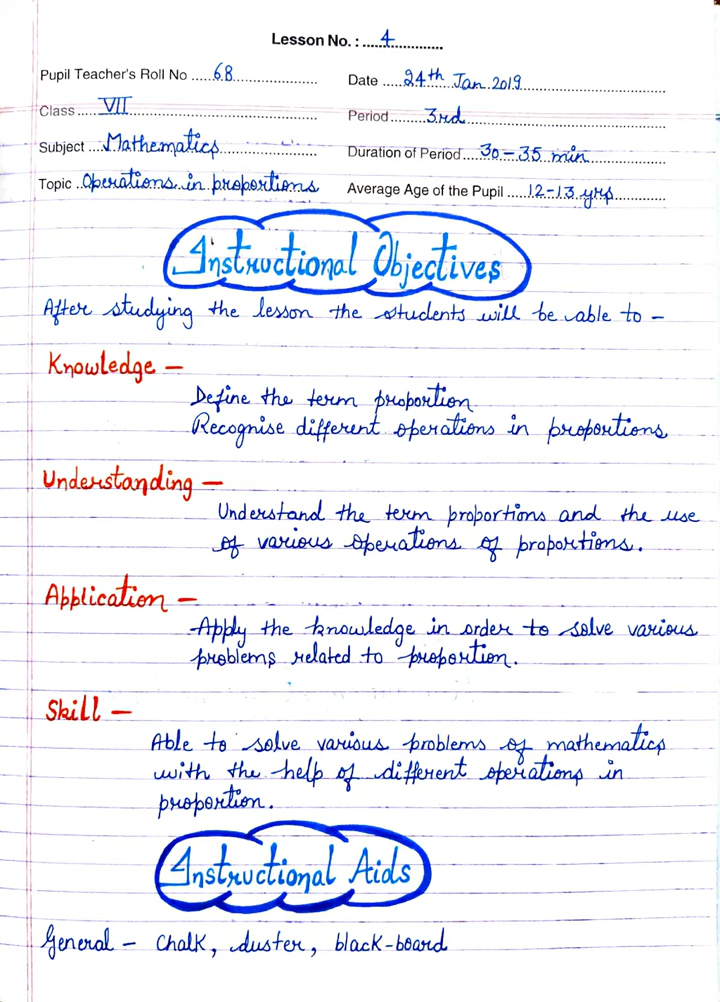 Lesson No. : 4
Pupil Teacher's Roll No 68
Date 24th Jan 2019
Class VII
Period 3rd
Subject Mathematics
Duration of Period 30-35 min
Topic Operations in proportions
Average Age of the Pupil 12-13 yrs
Instructional Objectives
After studying the lesson the students will be able to -
Knowledge -
Define the term proportion
Recognise different operations in proportions
Understanding -
Understand the term proportions and the use
of various operations of proportions.
Application -
Apply the knowledge in order to solve various
problems related to proportion.
Skill -
Able to solve various problems of mathematics
with the help of different operations in
proportion.
Instructional Aids
General - Chalk, duster, black-board